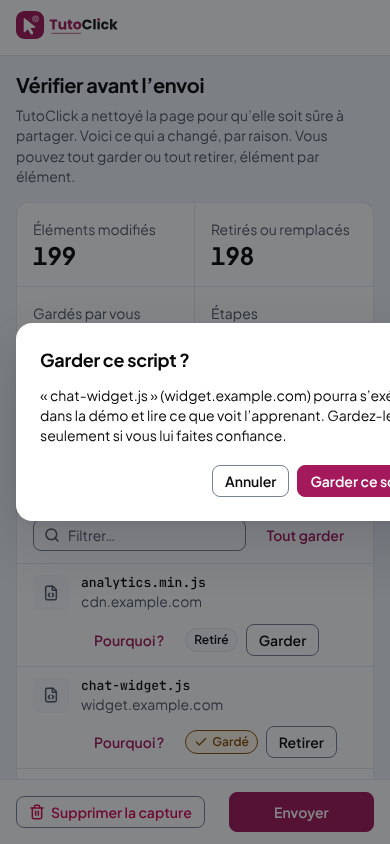 TutoClick
Vérifier avant l’envoi
TutoClick a nettoyé la page pour qu’elle soit sûre à
partager. Voici ce qui a changé, par raison. Vous
pouvez tout garder ou tout retirer, élément par
élément.
Éléments modifiés
199
Retirés ou remplacés
198
Gardés par vous
Étapes
Garder ce script ?
« chat-widget.js » (widget.example.com) pourra
dans la démo et lire ce que voit l’apprenant.
seulement si vous lui faites confiance.
Annuler
Garder ce
Filtrer…
Tout garder
analytics.min.js
cdn.example.com
Pourquoi ?
Retiré
Garder
chat-widget.js
widget.example.com
Pourquoi ?
Gardé
Retirer
Supprimer la capture
Envoyer